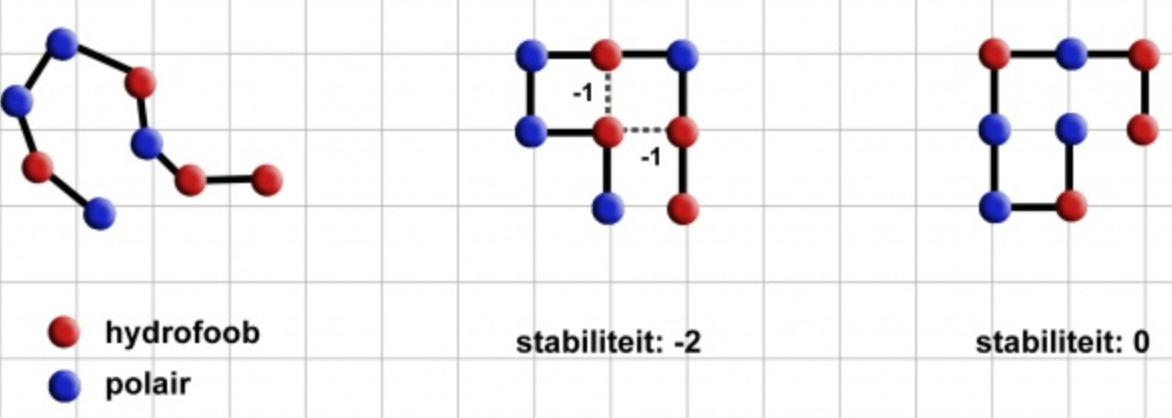 -1
-1
hydrofoob
polair
stabiliteit: -2
stabiliteit: 0